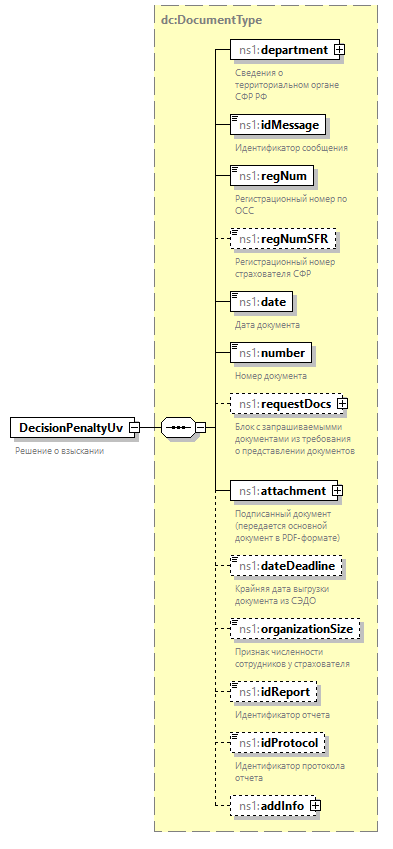 dc:DocumentType
ns1:department
Сведения о
территориальном органе
СФР РФ
ns1:idMessage
Идентификатор сообщения
ns1:regNum
Регистрационный номер по
ОСС
ns1:regNumSFR
Регистрационный номер
страхователя СФР
ns1:date
Дата документа
ns1:number
Номер документа
ns1:requestDocs
Блок с запрашиваемымми
документами из требования
о представлении документов
DecisionPenaltyUv
Решение о взыскании
ns1:attachment
Подписанный документ
(передается основной
документ в PDF-формате)
ns1:dateDeadline
Крайняя дата выгрузки
документа из СЭДО
ns1:organizationSize
Признак численности
сотрудников у страхователя
ns1:idReport
Идентификатор отчета
ns1:idProtocol
Идентификатор протокола
отчета
ns1:addInfo